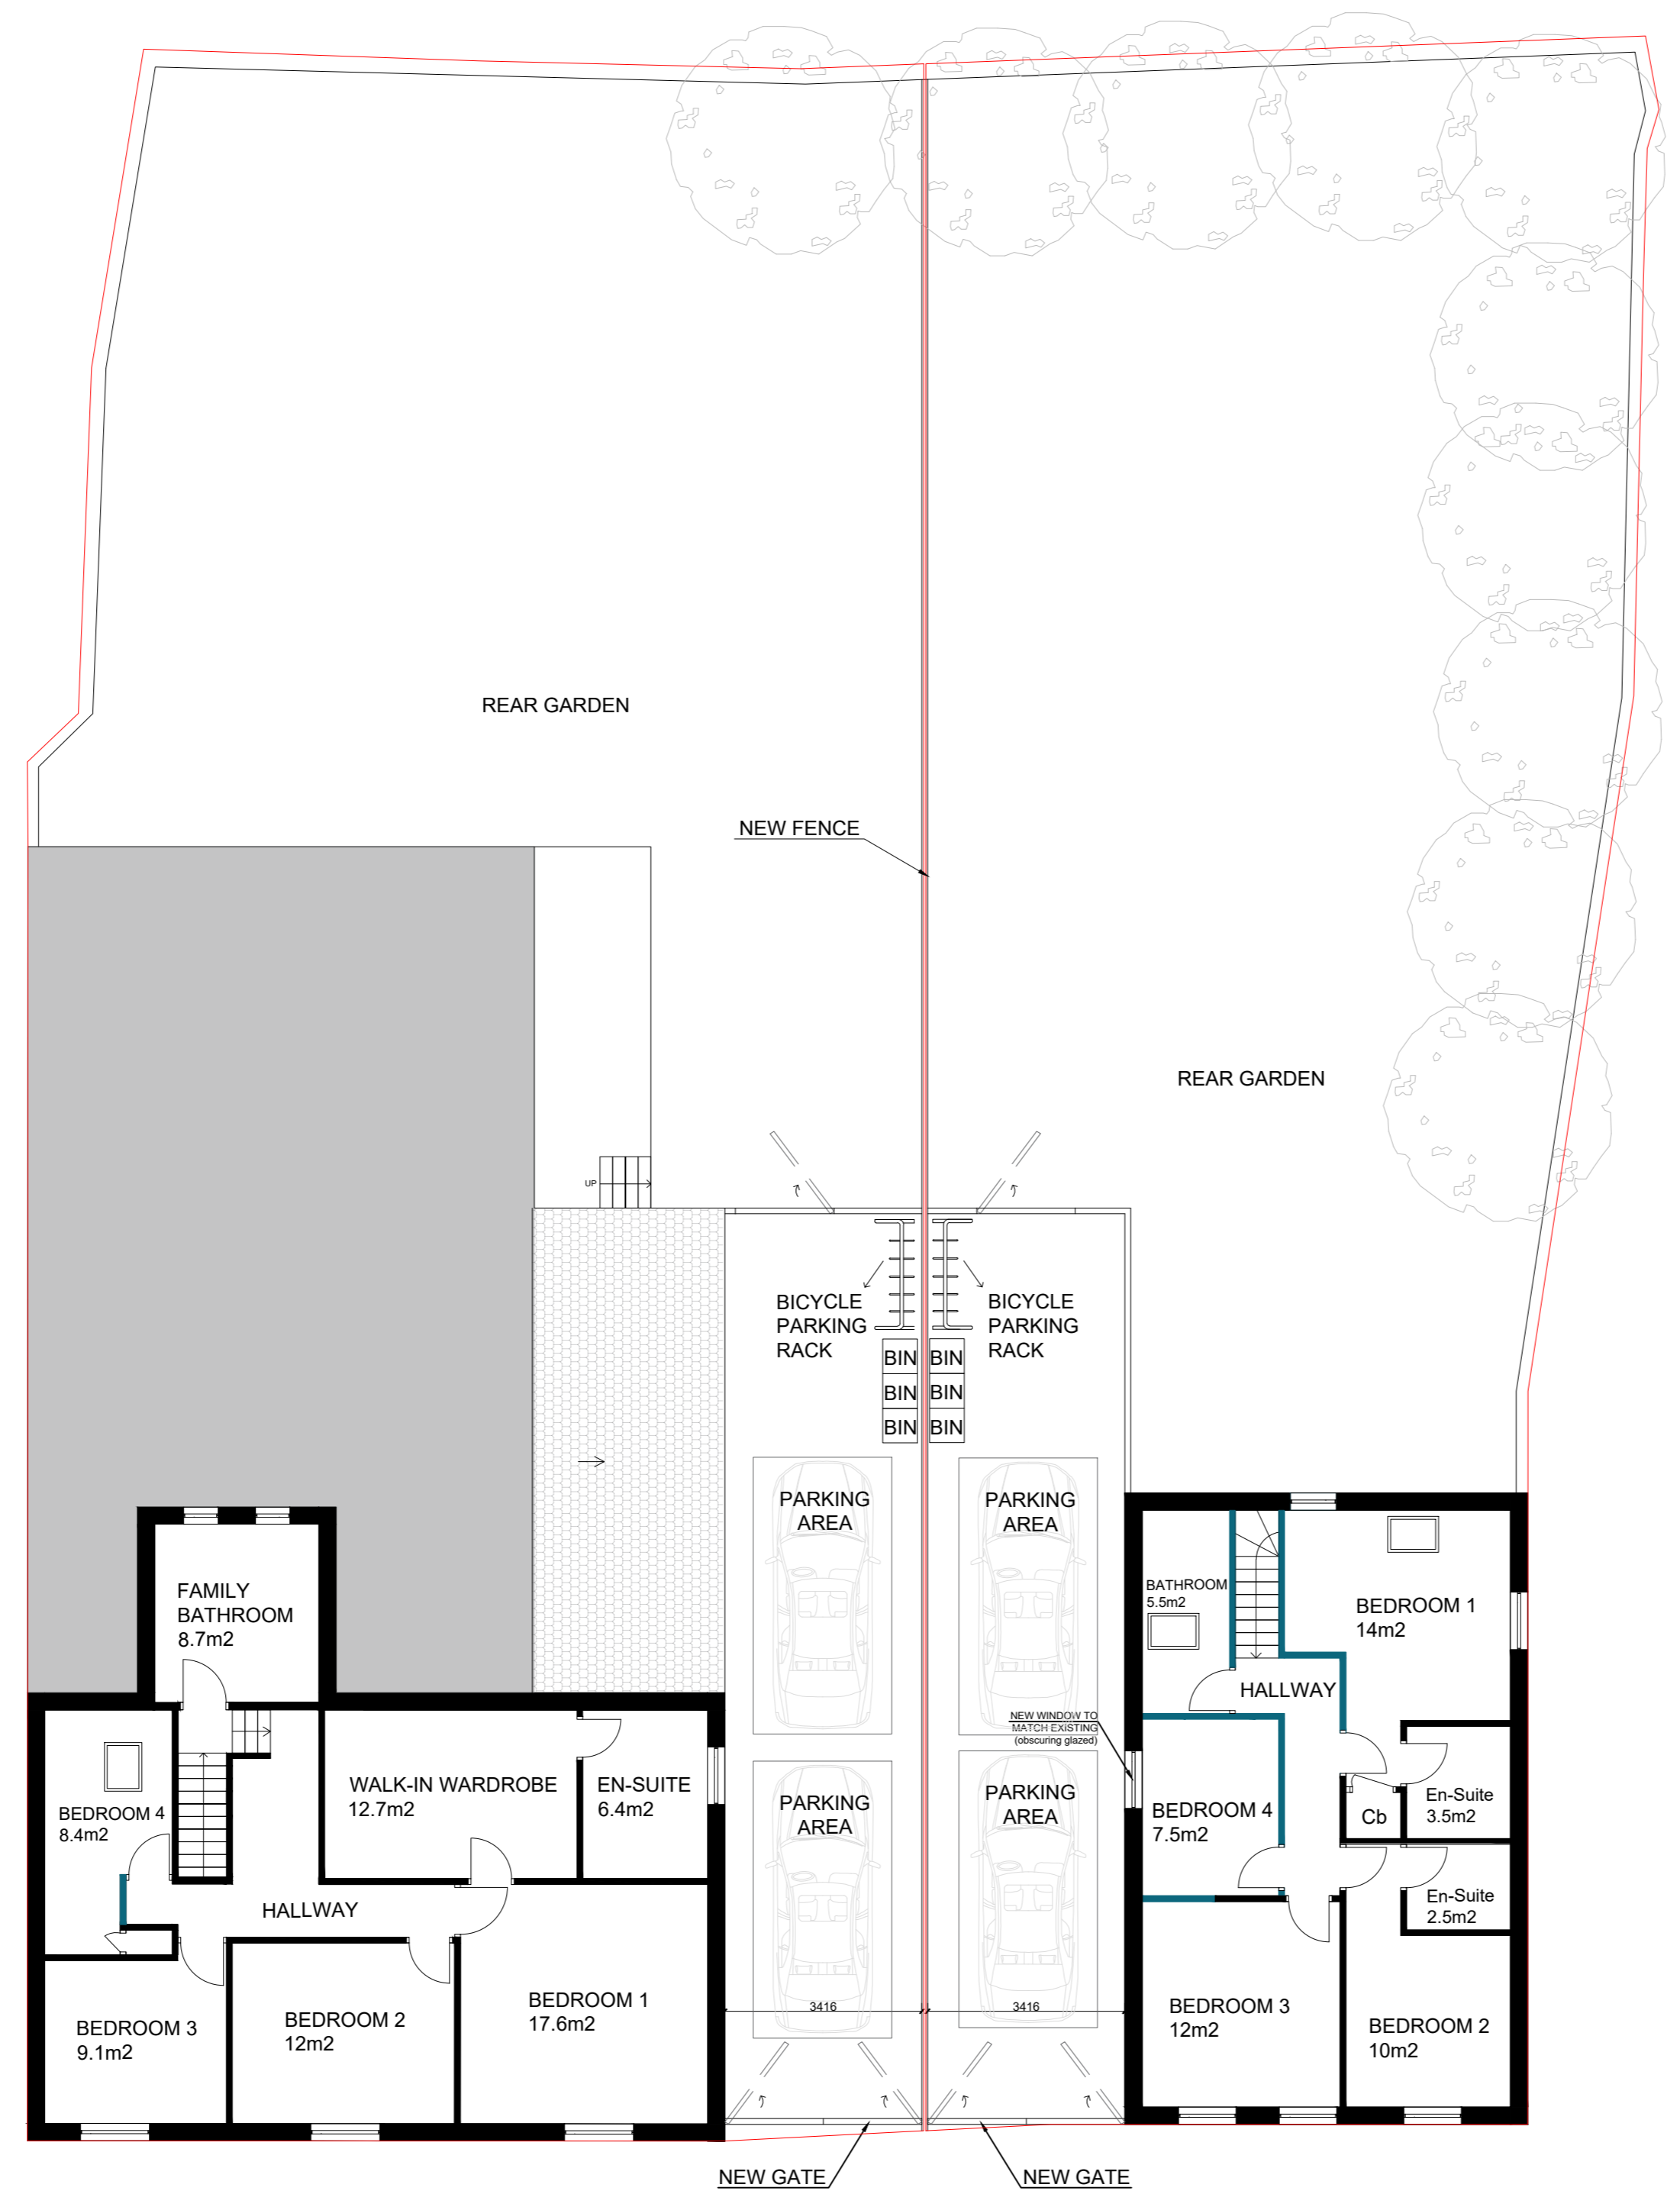 REAR GARDEN
NEW FENCE
REAR GARDEN
UP
BICYCLE
PARKING
RACK
BICYCLE
PARKING
RACK
BIN
BIN
BIN
BIN
BIN
BIN
PARKING
AREA
PARKING
AREA
FAMILY
BATHROOM
8.7m2
BATHROOM
5.5m2
BEDROOM 1
14m2
HALLWAY
NEW WINDOW TO
MATCH EXISTING
(obscuring glazed)
WALK-IN WARDROBE
12.7m2
EN-SUITE
6.4m2
BEDROOM 4
8.4m2
PARKING
AREA
PARKING
AREA
BEDROOM 4
7.5m2
Cb
En-Suite
3.5m2
En-Suite
2.5m2
HALLWAY
BEDROOM 3
9.1m2
BEDROOM 2
12m2
BEDROOM 1
17.6m2
3416
3416
BEDROOM 3
12m2
BEDROOM 2
10m2
NEW GATE
NEW GATE